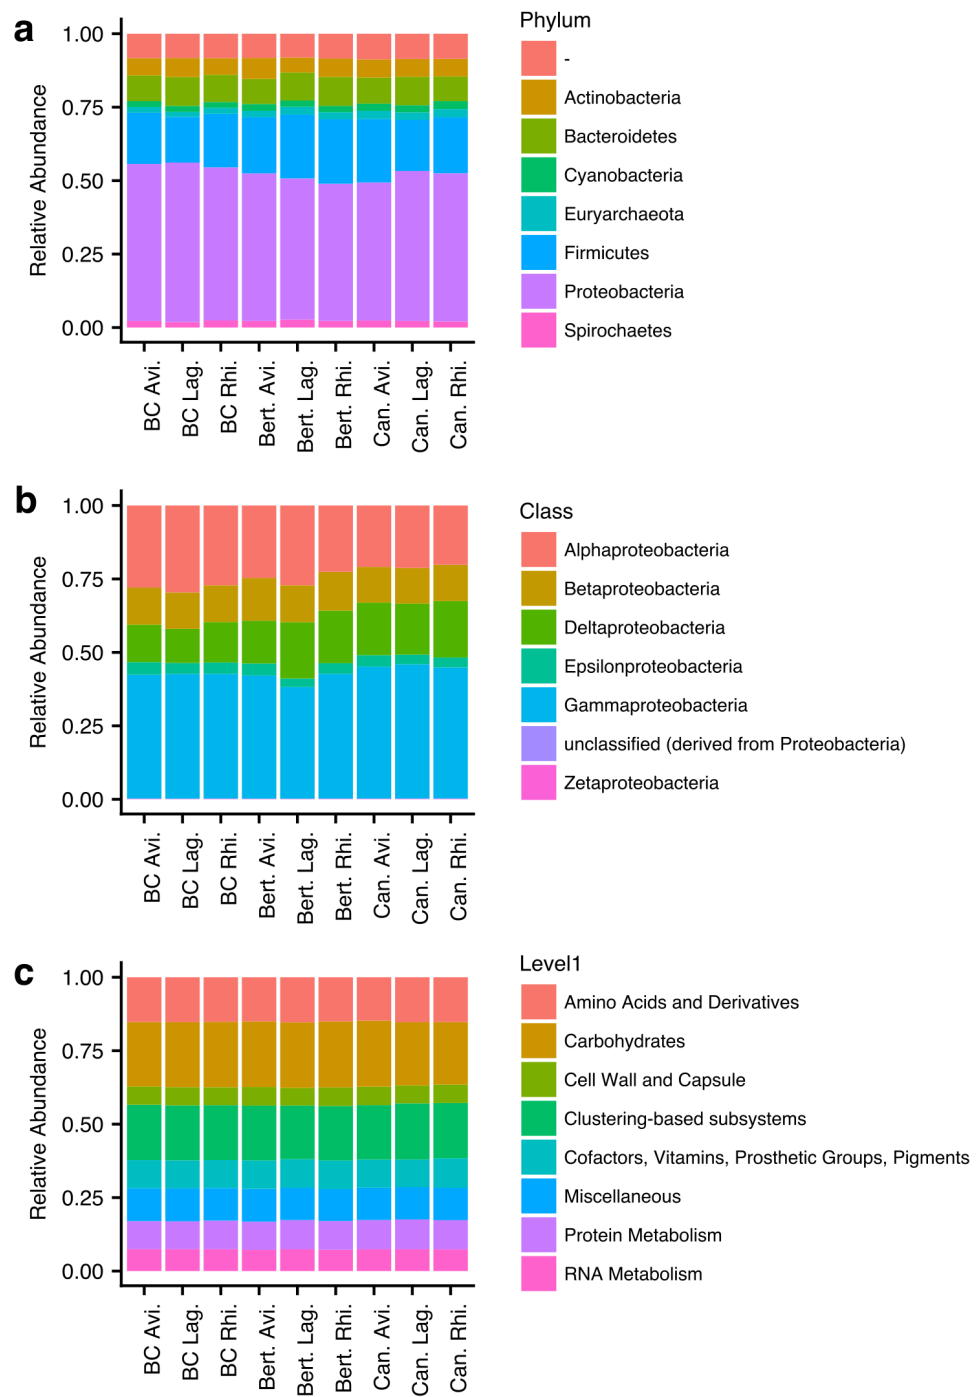 a
Relative Abundance
1.00
0.75
0.50
0.25
0.00
BC Avi.
BC Lag.
BC Rhi.
Bert. Avi.
Bert. Lag.
Bert. Rhi.
Can. Avi.
Can. Lag.
Can. Rhi.
Phylum
-
Actinobacteria
Bacteroidetes
Cyanobacteria
Euryarchaeota
Firmicutes
Proteobacteria
Spirochaetes
b
Relative Abundance
1.00
0.75
0.50
0.25
0.00
BC Avi.
BC Lag.
BC Rhi.
Bert. Avi.
Bert. Lag.
Bert. Rhi.
Can. Avi.
Can. Lag.
Can. Rhi.
Class
Alphaproteobacteria
Betaproteobacteria
Deltaproteobacteria
Epsilonproteobacteria
Gammaproteobacteria
unclassified (derived from Proteobacteria)
Zetaproteobacteria
c
Relative Abundance
1.00
0.75
0.50
0.25
0.00
BC Avi.
BC Lag.
BC Rhi.
Bert. Avi.
Bert. Lag.
Bert. Rhi.
Can. Avi.
Can. Lag.
Can. Rhi.
Level1
Amino Acids and Derivatives
Carbohydrates
Cell Wall and Capsule
Clustering-based subsystems
Cofactors, Vitamins, Prosthetic Groups, Pigments
Miscellaneous
Protein Metabolism
RNA Metabolism